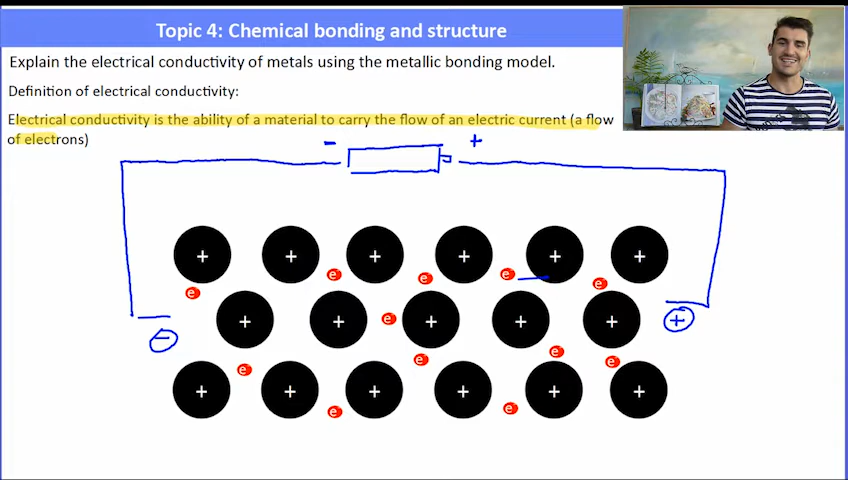 Topic 4: Chemical bonding and structure
Explain the electrical conductivity of metals using the metallic bonding model.
Definition of electrical conductivity:
Electrical conductivity is the ability of a material to carry the flow of an electric current (a flow
of electrons)
- +
+ + + + + +
e e e e
e
+ + e + + +
- +
e e e
e
+ + + + + +
e e